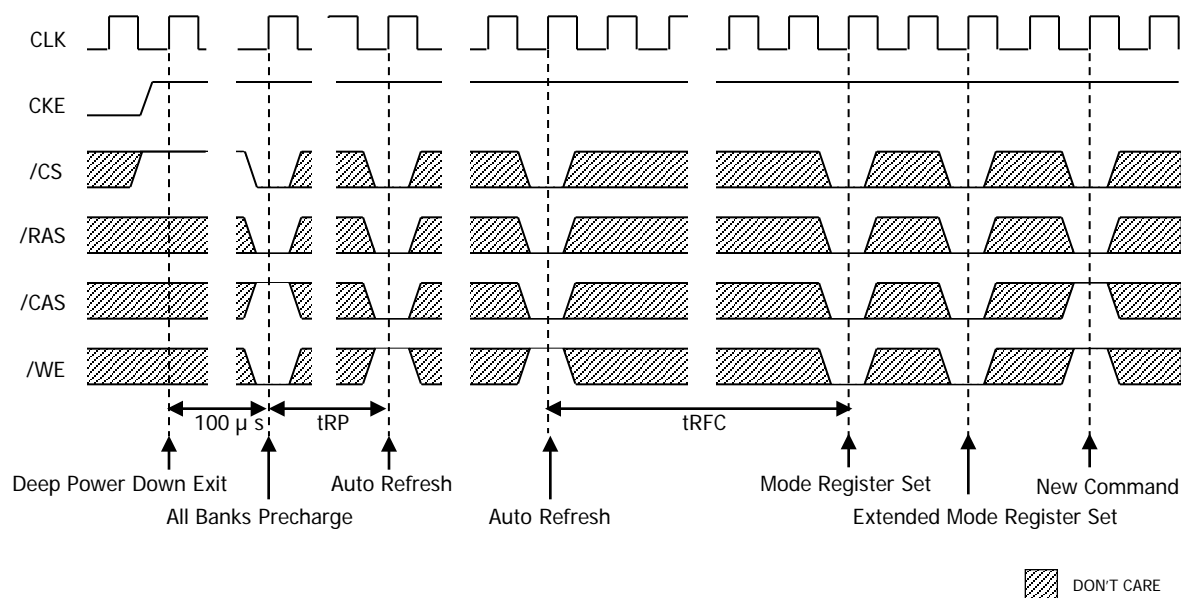 CLK
CKE
/CS
/RAS
/CAS
/WE
100 μ s
tRP
tRFC
Deep Power Down Exit
All Banks Precharge
Auto Refresh
Auto Refresh
Mode Register Set
Extended Mode Register Set
New Command
DON'T CARE